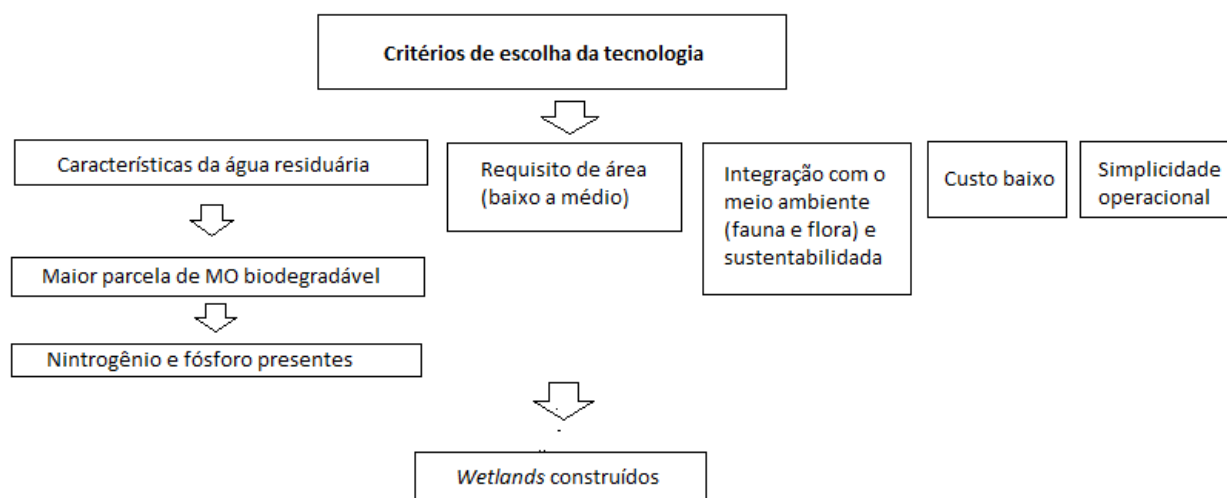 Critérios de escolha da tecnologia
Características da água residuária
Maior parcela de MO biodegradável
Nintrogênio e fósforo presentes
Requisito de área
(baixo a médio)
Integração com o
meio ambiente
(fauna e flora) e
sustentabilidada
Custo baixo
Simplicidade
operacional
Wetlands construídos